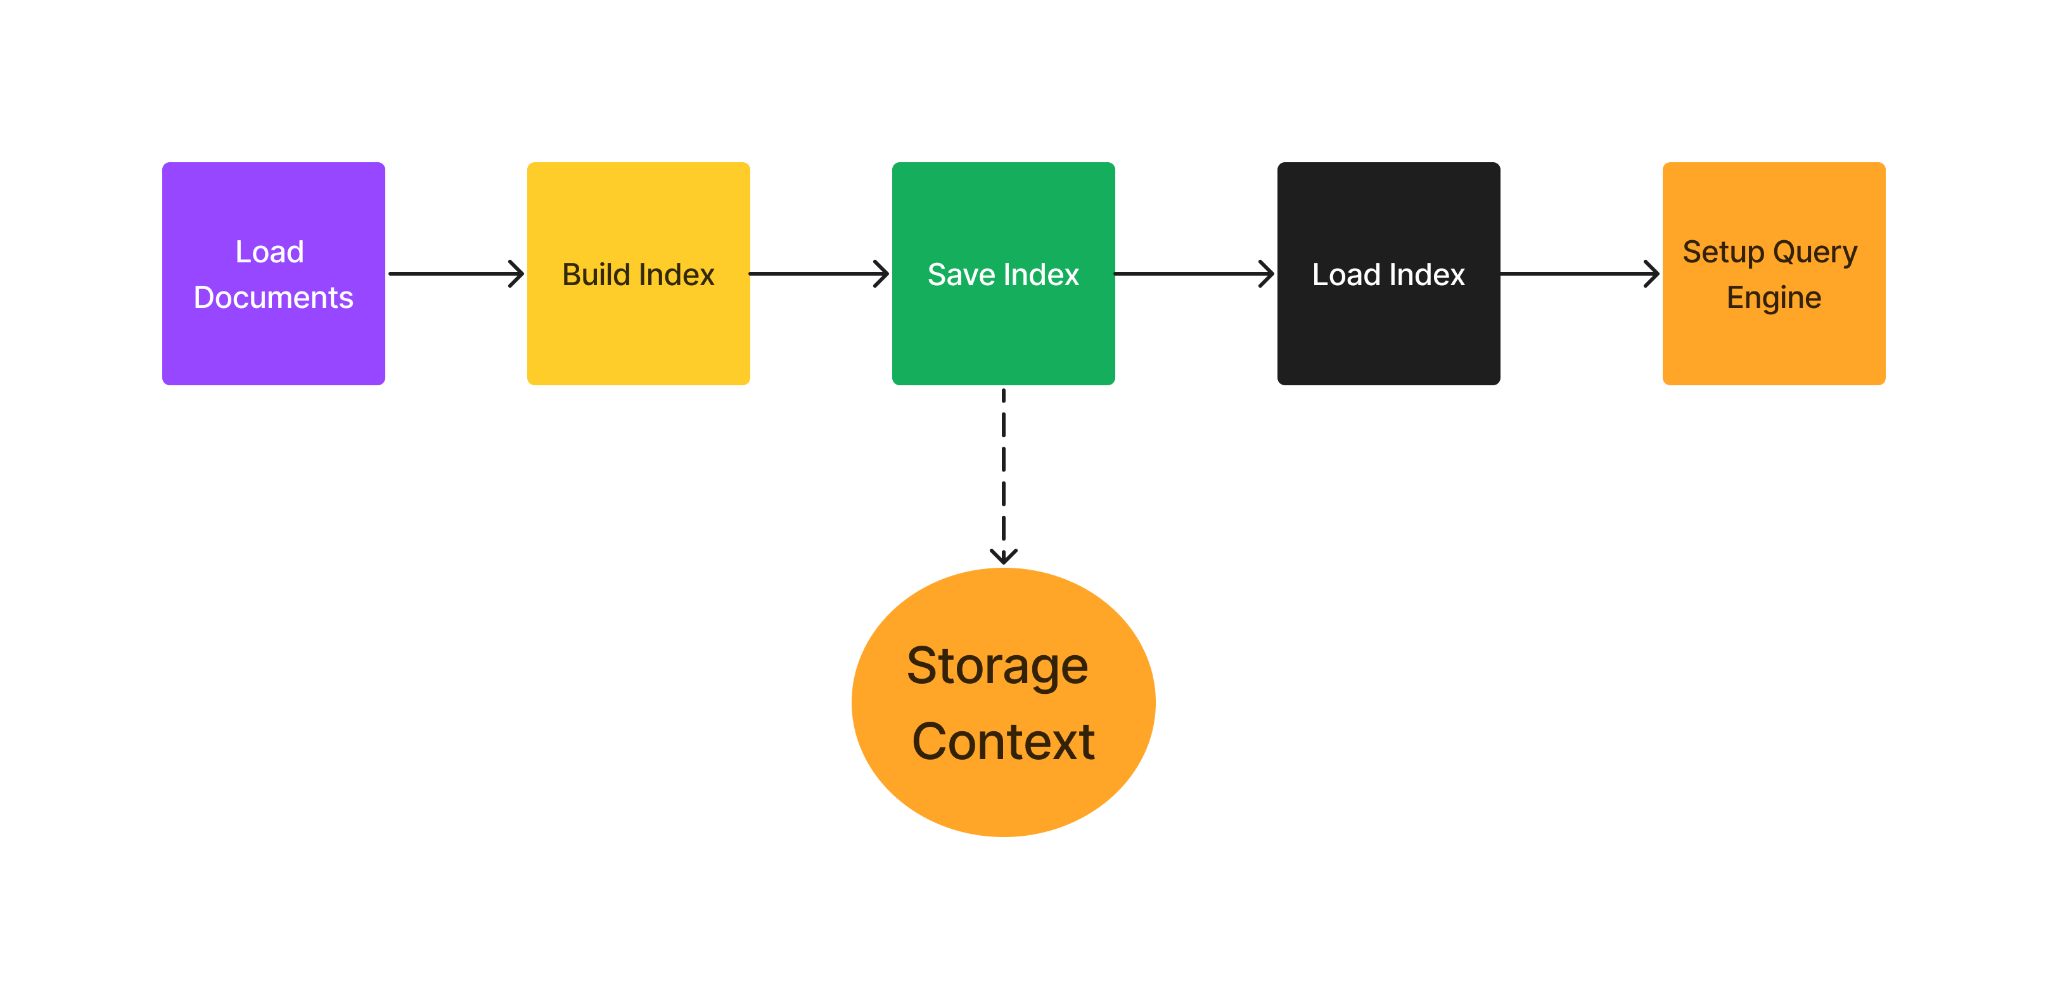 Load
Documents
Build Index
Save Index
Load Index
Setup Query
Engine
Storage
Context